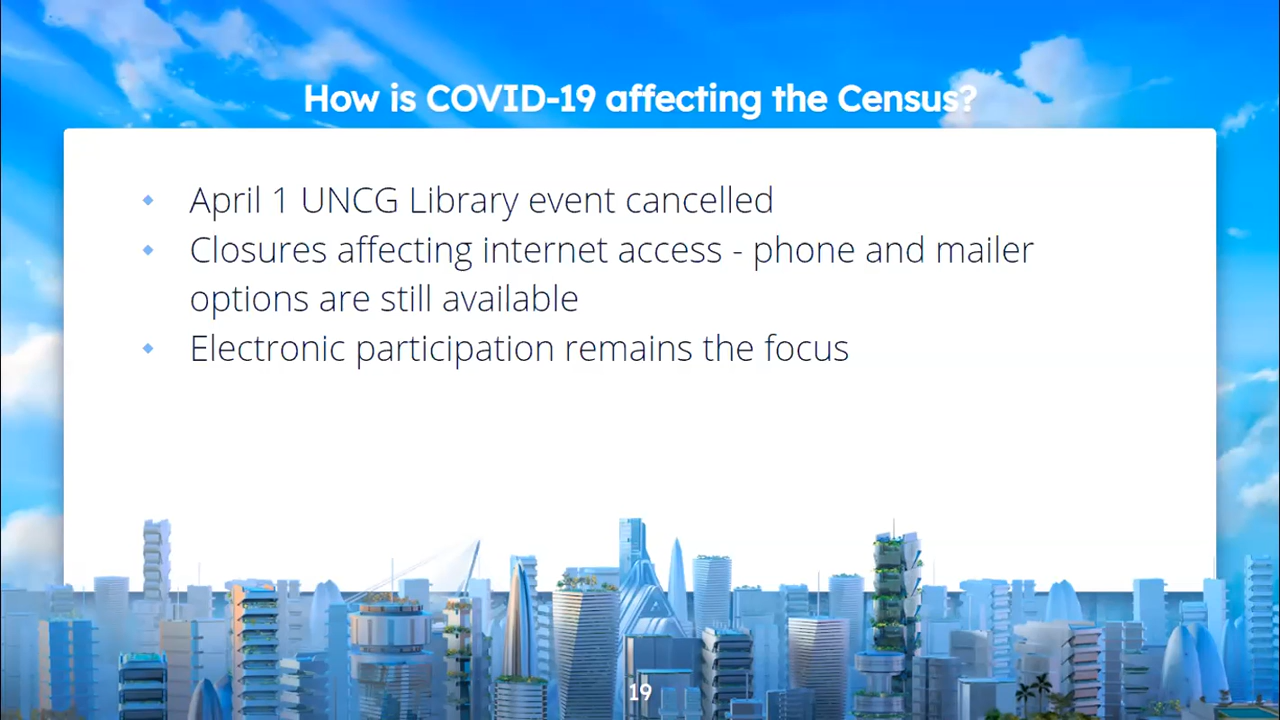 How is COVID-19 affecting the Census?
April 1 UNCG Library event cancelled
Closures affecting internet access - phone and mailer
options are still available
Electronic participation remains the focus
19